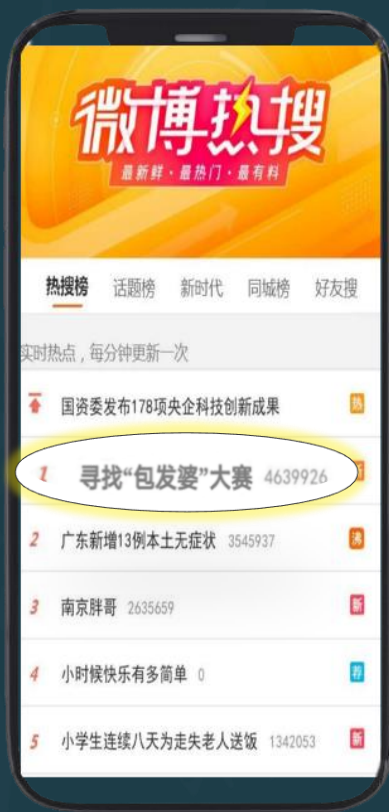 微博热搜
最新鲜·最热门·最有料
热搜榜 话题榜 新时代 同城榜 好友搜
实时热点，每分钟更新一次
国资委发布178项央企科技创新成果 热
1 寻找“包发婆”大赛 4639926
2 广东新增13例本土无症状 3545937 沸
3 南京胖哥 2635659 新
4 小时候快乐有多简单 0 荐
5 小学生连续八天为走失老人送饭 1342053 新